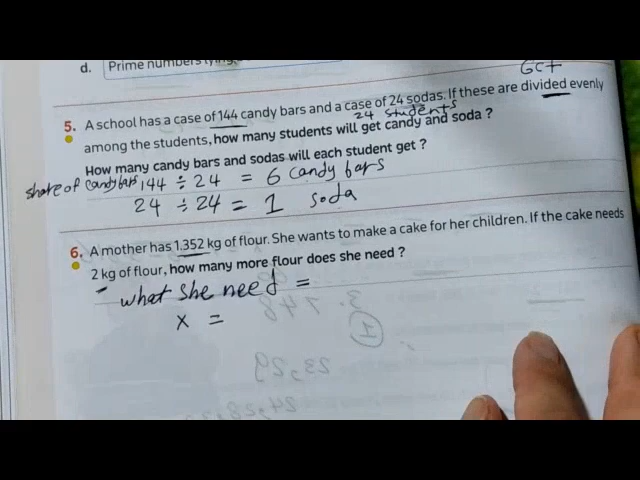 d. Prime numbers lying
GCF
5. A school has a case of 144 candy bars and a case of 24 sodas. If these are divided evenly
24 students
among the students, how many students will get candy and soda ?
How many candy bars and sodas will each student get ?
share of candy bars 144 ÷ 24 = 6 candy bars
24 ÷ 24 = 1 soda
6. A mother has 1.352 kg of flour. She wants to make a cake for her children. If the cake needs
2 kg of flour, how many more flour does she need ?
what she need =
x =